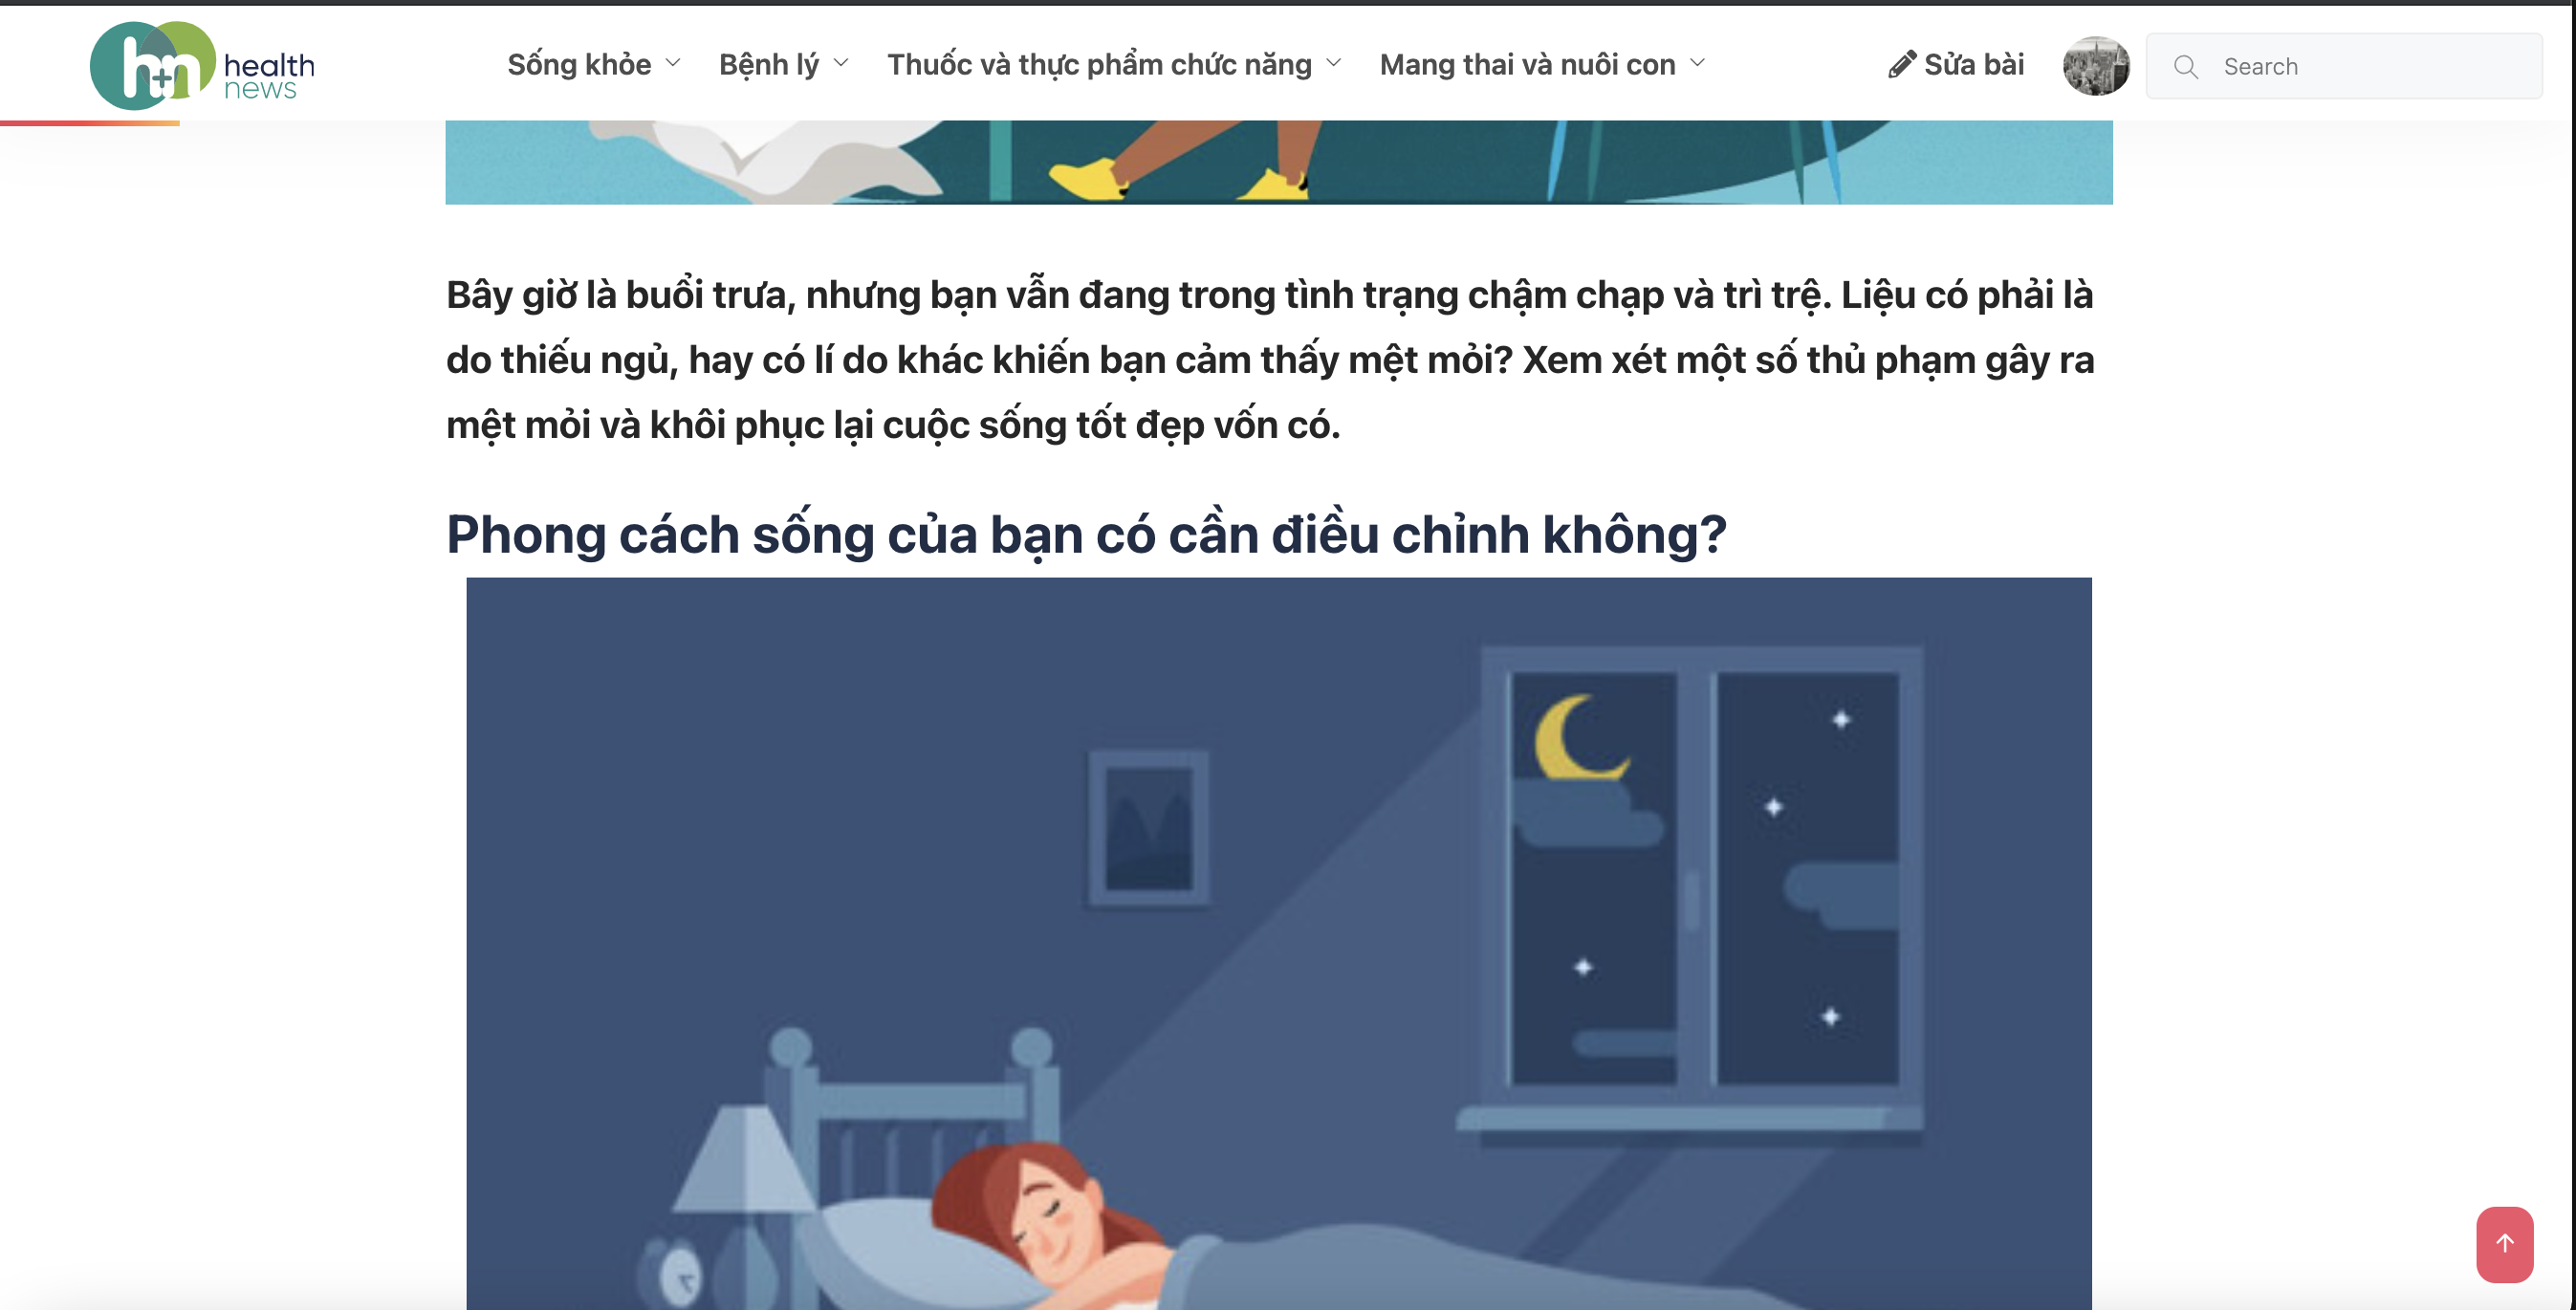 h+n health news
Sống khỏe
Bệnh lý
Thuốc và thực phẩm chức năng
Mang thai và nuôi con
Sửa bài
Search
Bây giờ là buổi trưa, nhưng bạn vẫn đang trong tình trạng chậm chạp và trì trệ. Liệu có phải là
do thiếu ngủ, hay có lí do khác khiến bạn cảm thấy mệt mỏi? Xem xét một số thủ phạm gây ra
mệt mỏi và khôi phục lại cuộc sống tốt đẹp vốn có.
Phong cách sống của bạn có cần điều chỉnh không?